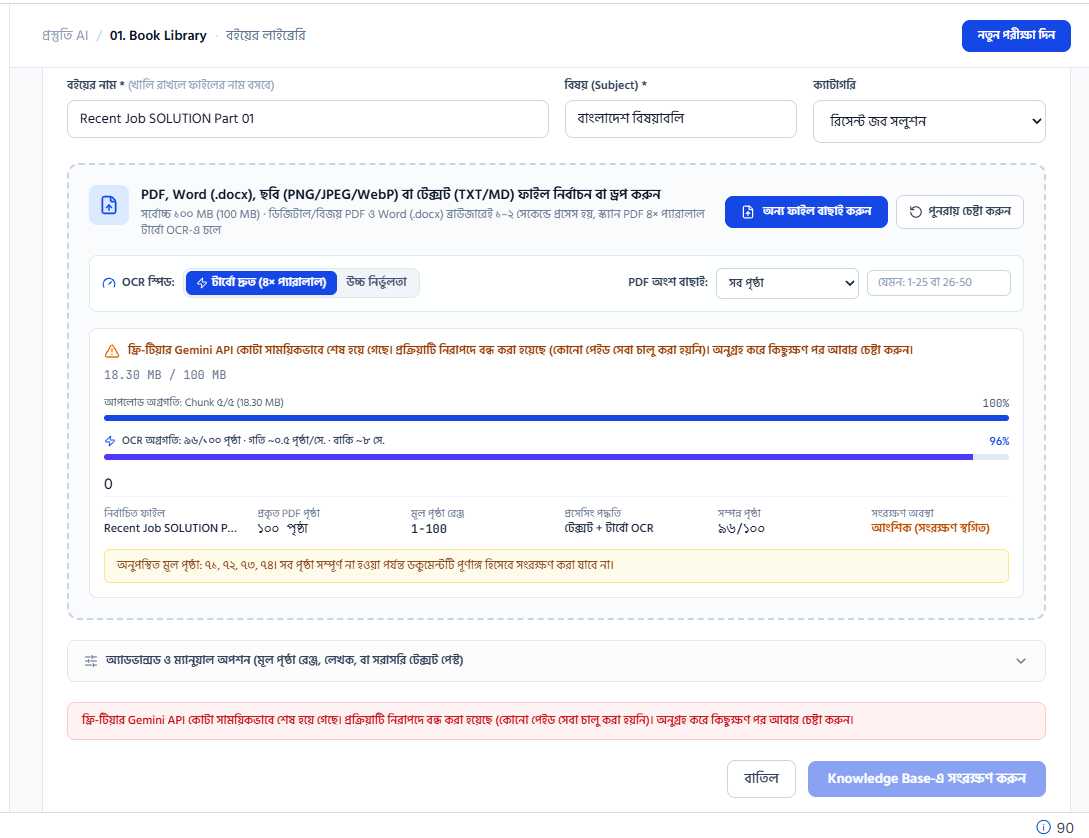 প্রস্তুতি AI / 01. Book Library · বইয়ের লাইব্রেরি
নতুন পরীক্ষা দিন
বইয়ের নাম * (খালি রাখলে ফাইলের নাম বসবে)
বিষয় (Subject) *
ক্যাটাগরি
Recent Job SOLUTION Part 01
বাংলাদেশ বিষয়াবলি
রিসেন্ট জব সলুশন
PDF, Word (.docx), ছবি (PNG/JPEG/WebP) বা টেক্সট (TXT/MD) ফাইল নির্বাচন বা ড্রপ করুন
সর্বোচ্চ ১০০ MB (100 MB) · ডিজিটাল/বিজয় PDF ও Word (.docx) ব্রাউজারেই ১–২ সেকেন্ডে প্রসেস হয়, স্ক্যান PDF 8× প্যারালাল
টার্বো OCR-এ চলে
অন্য ফাইল বাছাই করুন
পুনরায় চেষ্টা করুন
OCR স্পিড:
টার্বো দ্রুত (8× প্যারালাল)
উচ্চ নির্ভুলতা
PDF অংশ বাছাই:
সব পৃষ্ঠা
যেমন: 1-25 বা 26-50
ফ্রি-টিয়ার Gemini API কোটা সাময়িকভাবে শেষ হয়ে গেছে। প্রক্রিয়াটি নিরাপদে বন্ধ করা হয়েছে (কোনো পেইড সেবা চালু করা হয়নি)। অনুগ্রহ করে কিছুক্ষণ পর আবার চেষ্টা করুন।
18.30 MB / 100 MB
আপলোড অগ্রগতি: Chunk ৫/৫ (18.30 MB)
100%
OCR অগ্রগতি: ৯৬/১০০ পৃষ্ঠা · গতি ~০.৫ পৃষ্ঠা/সে. · বাকি ~৮ সে.
96%
0
নির্বাচিত ফাইল
প্রকৃত PDF পৃষ্ঠা
মূল পৃষ্ঠা রেঞ্জ
প্রসেসিং পদ্ধতি
সম্পন্ন পৃষ্ঠা
সংরক্ষণ অবস্থা
Recent Job SOLUTION P...
১০০ পৃষ্ঠা
1-100
টেক্সট + টার্বো OCR
৯৬/১০০
আংশিক (সংরক্ষণ স্থগিত)
অনুপস্থিত মূল পৃষ্ঠা: ৭১, ৭২, ৭৩, ৭৪। সব পৃষ্ঠা সম্পূর্ণ না হওয়া পর্যন্ত ডকুমেন্টটি পূর্ণাঙ্গ হিসেবে সংরক্ষণ করা যাবে না।
অ্যাডভান্সড ও ম্যানুয়াল অপশন (মূল পৃষ্ঠা রেঞ্জ, লেখক, বা সরাসরি টেক্সট পেস্ট)
ফ্রি-টিয়ার Gemini API কোটা সাময়িকভাবে শেষ হয়ে গেছে। প্রক্রিয়াটি নিরাপদে বন্ধ করা হয়েছে (কোনো পেইড সেবা চালু করা হয়নি)। অনুগ্রহ করে কিছুক্ষণ পর আবার চেষ্টা করুন।
বাতিল
Knowledge Base-এ সংরক্ষণ করুন
90